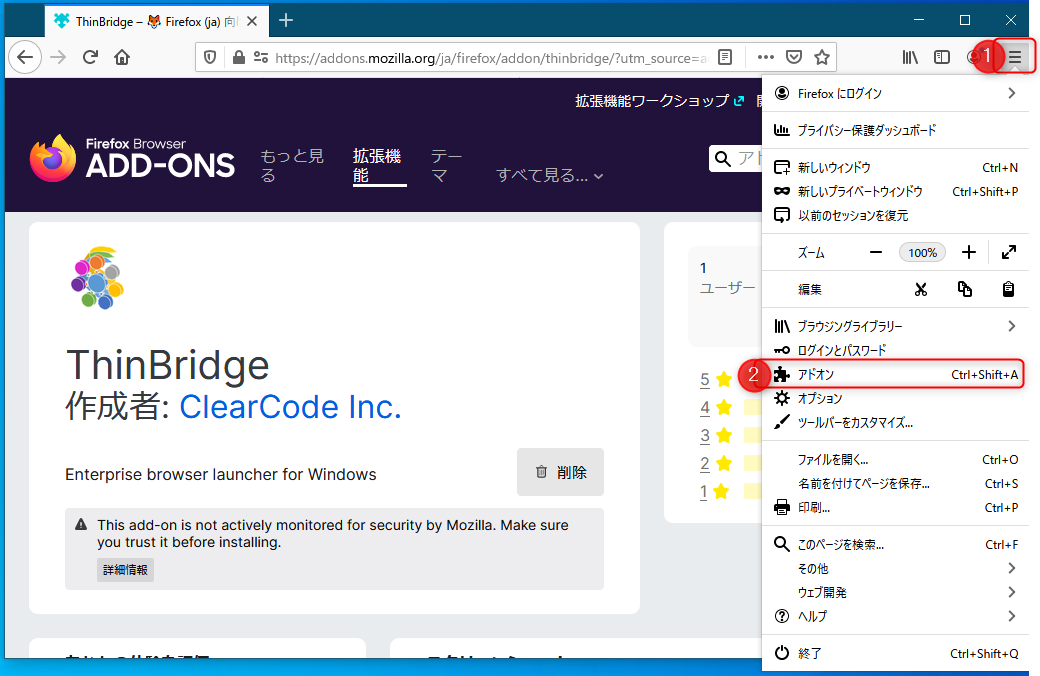 ThinBridge – 🦊 Firefox (ja) 向
https://addons.mozilla.org/ja/firefox/addon/thinbridge/?utm_source=a
1
拡張機能ワークショップ
Firefox Browser
ADD-ONS
もっと見
る
拡張機
能
テー
マ
すべて見る...
アド
ThinBridge
作成者: ClearCode Inc.
Enterprise browser launcher for Windows
削除
This add-on is not actively monitored for security by Mozilla. Make sure
you trust it before installing.
詳細情報
1
ユーザー
5
4
3
2
1
Firefox にログイン
プライバシー保護ダッシュボード
新しいウィンドウ Ctrl+N
新しいプライベートウィンドウ Ctrl+Shift+P
以前のセッションを復元
ズーム 100%
編集
ブラウジングライブラリー
ログインとパスワード
2 アドオン Ctrl+Shift+A
オプション
ツールバーをカスタマイズ...
ファイルを開く... Ctrl+O
名前を付けてページを保存... Ctrl+S
印刷... Ctrl+P
このページを検索... Ctrl+F
その他
ウェブ開発
ヘルプ
終了 Ctrl+Shift+Q